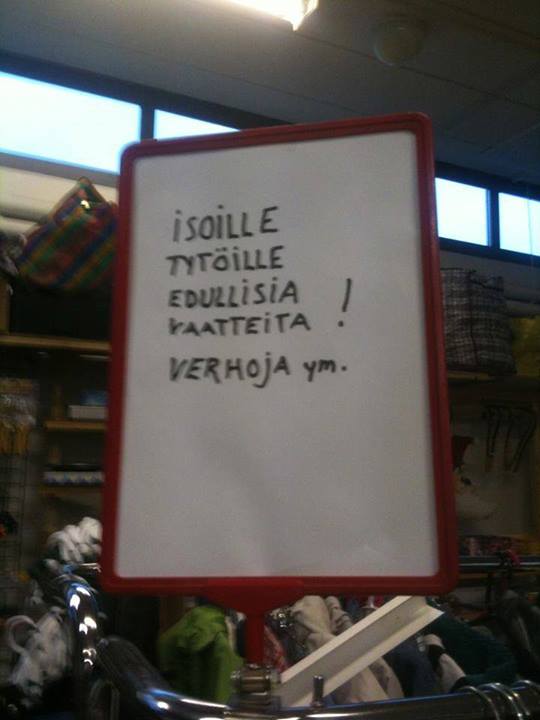 ISOILLE
TYTÖILLE
EDULLISIA
VAATTEITA !
VERHOJA ym.